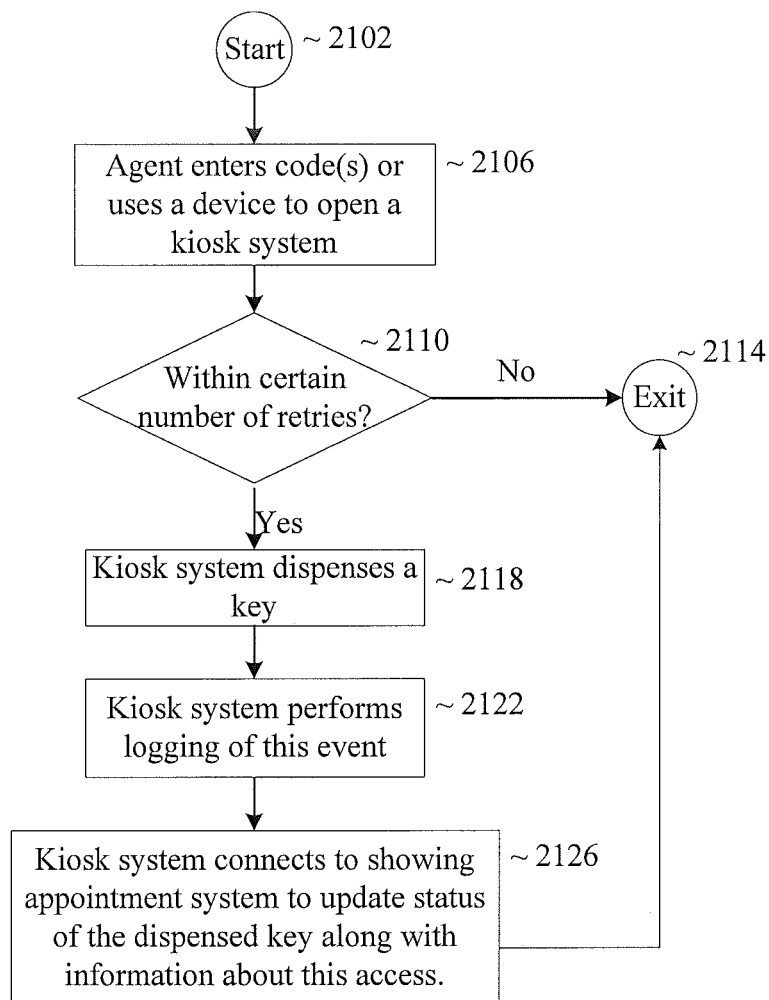 Start
~ 2102
Agent enters code(s) or
uses a device to open a
kiosk system
~ 2106
~ 2110
Within certain
number of retries?
No
~ 2114
Exit
Yes
Kiosk system dispenses a
key
~ 2118
Kiosk system performs
logging of this event
~ 2122
Kiosk system connects to showing
appointment system to update status
of the dispensed key along with
information about this access.
~ 2126